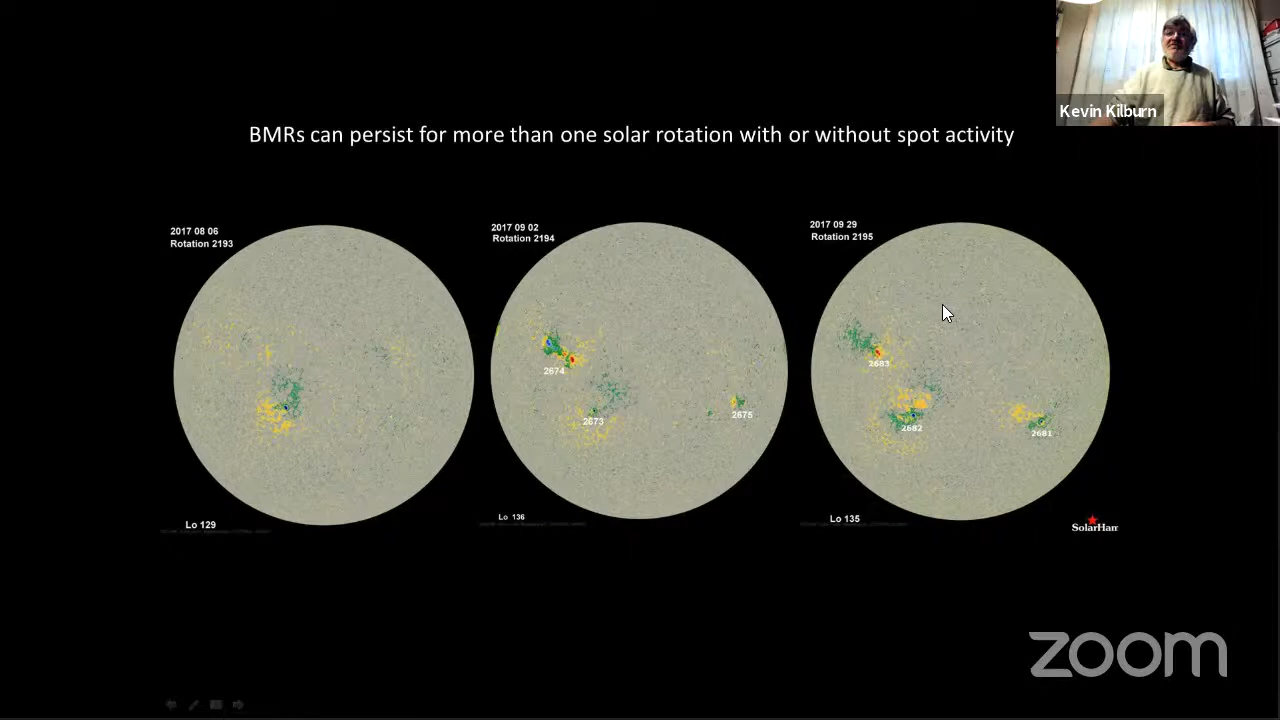 Kevin Kilburn
BMRs can persist for more than one solar rotation with or without spot activity
2017 08 06
Rotation 2193
2017 09 02
Rotation 2194
2017 09 29
Rotation 2195
2674
2673
2675
2683
2682
2681
Lo 129
Lo 136
Lo 135
SolarHam
zoom